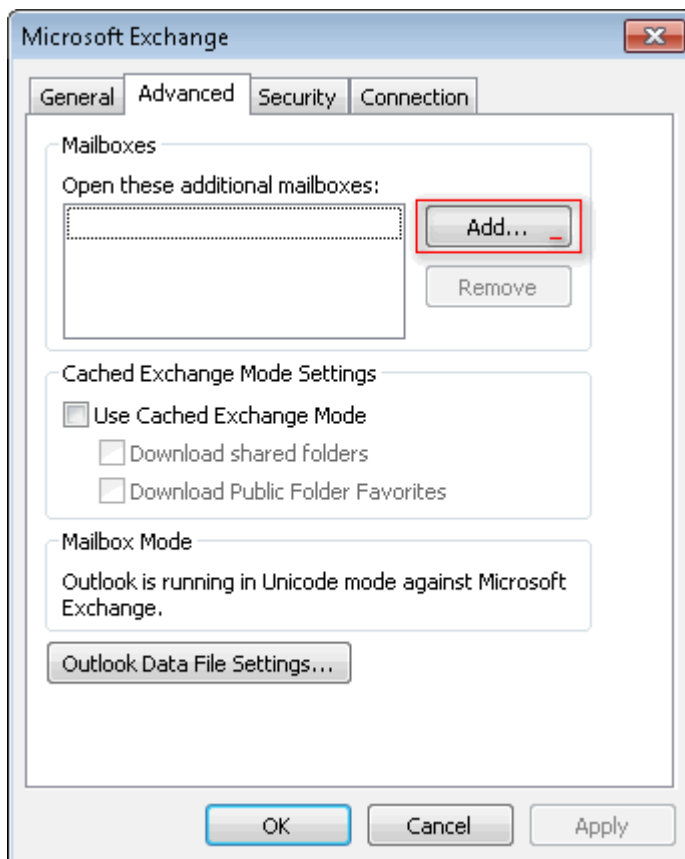 Microsoft Exchange
General Advanced Security Connection
Mailboxes
Open these additional mailboxes:
Add...
Remove
Cached Exchange Mode Settings
Use Cached Exchange Mode
Download shared folders
Download Public Folder Favorites
Mailbox Mode
Outlook is running in Unicode mode against Microsoft
Exchange.
Outlook Data File Settings...
OK Cancel Apply